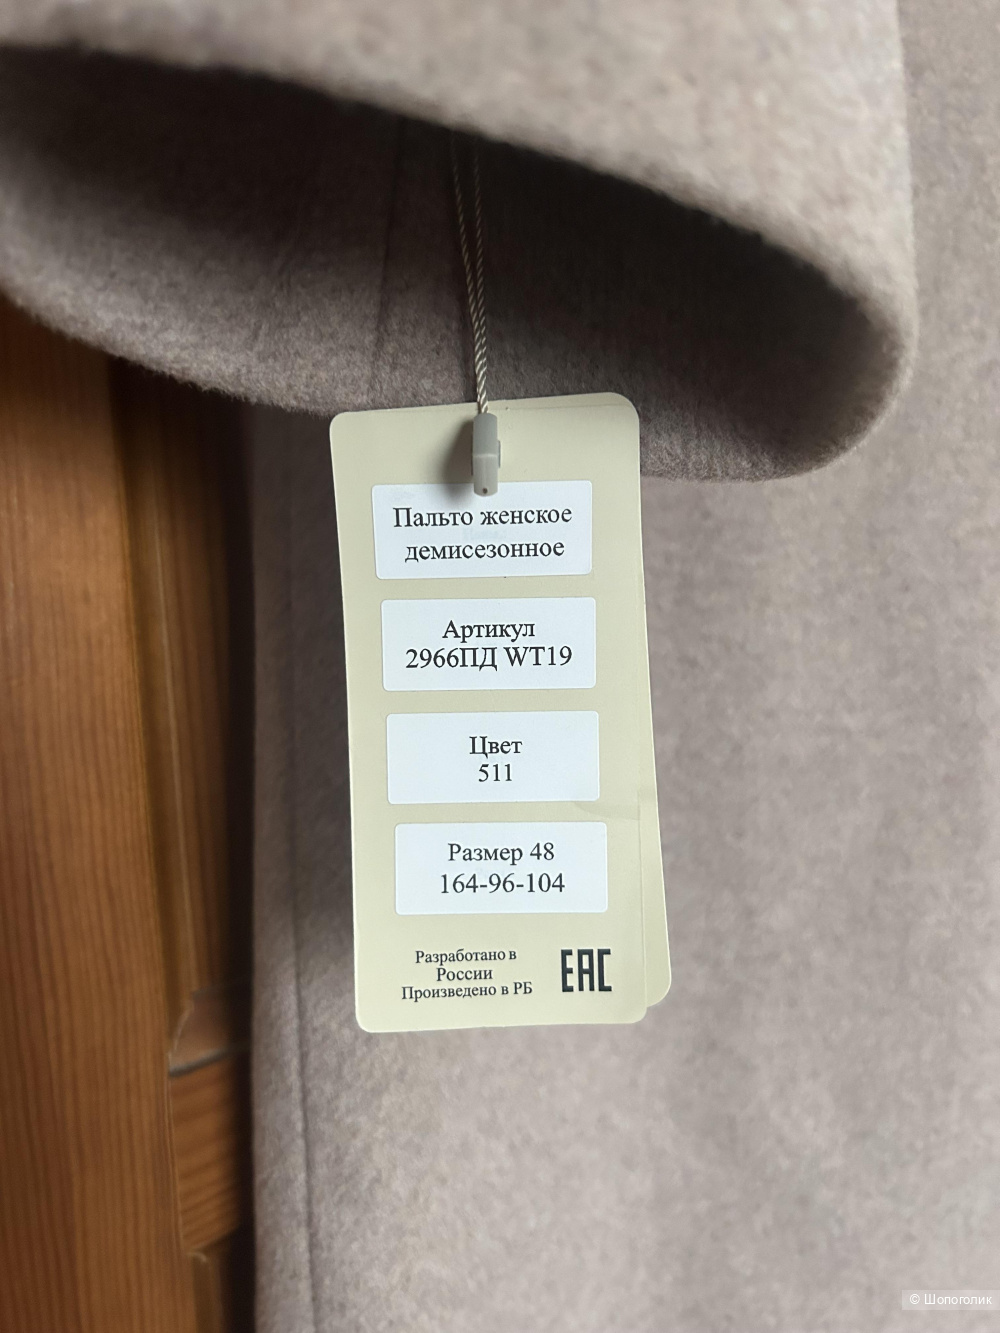 Пальто женское
демисезонное
Артикул
2966ПД WT19
Цвет
511
Размер 48
164-96-104
Разработано в
России
Произведено в РБ
ЕАС
© Шопоголик